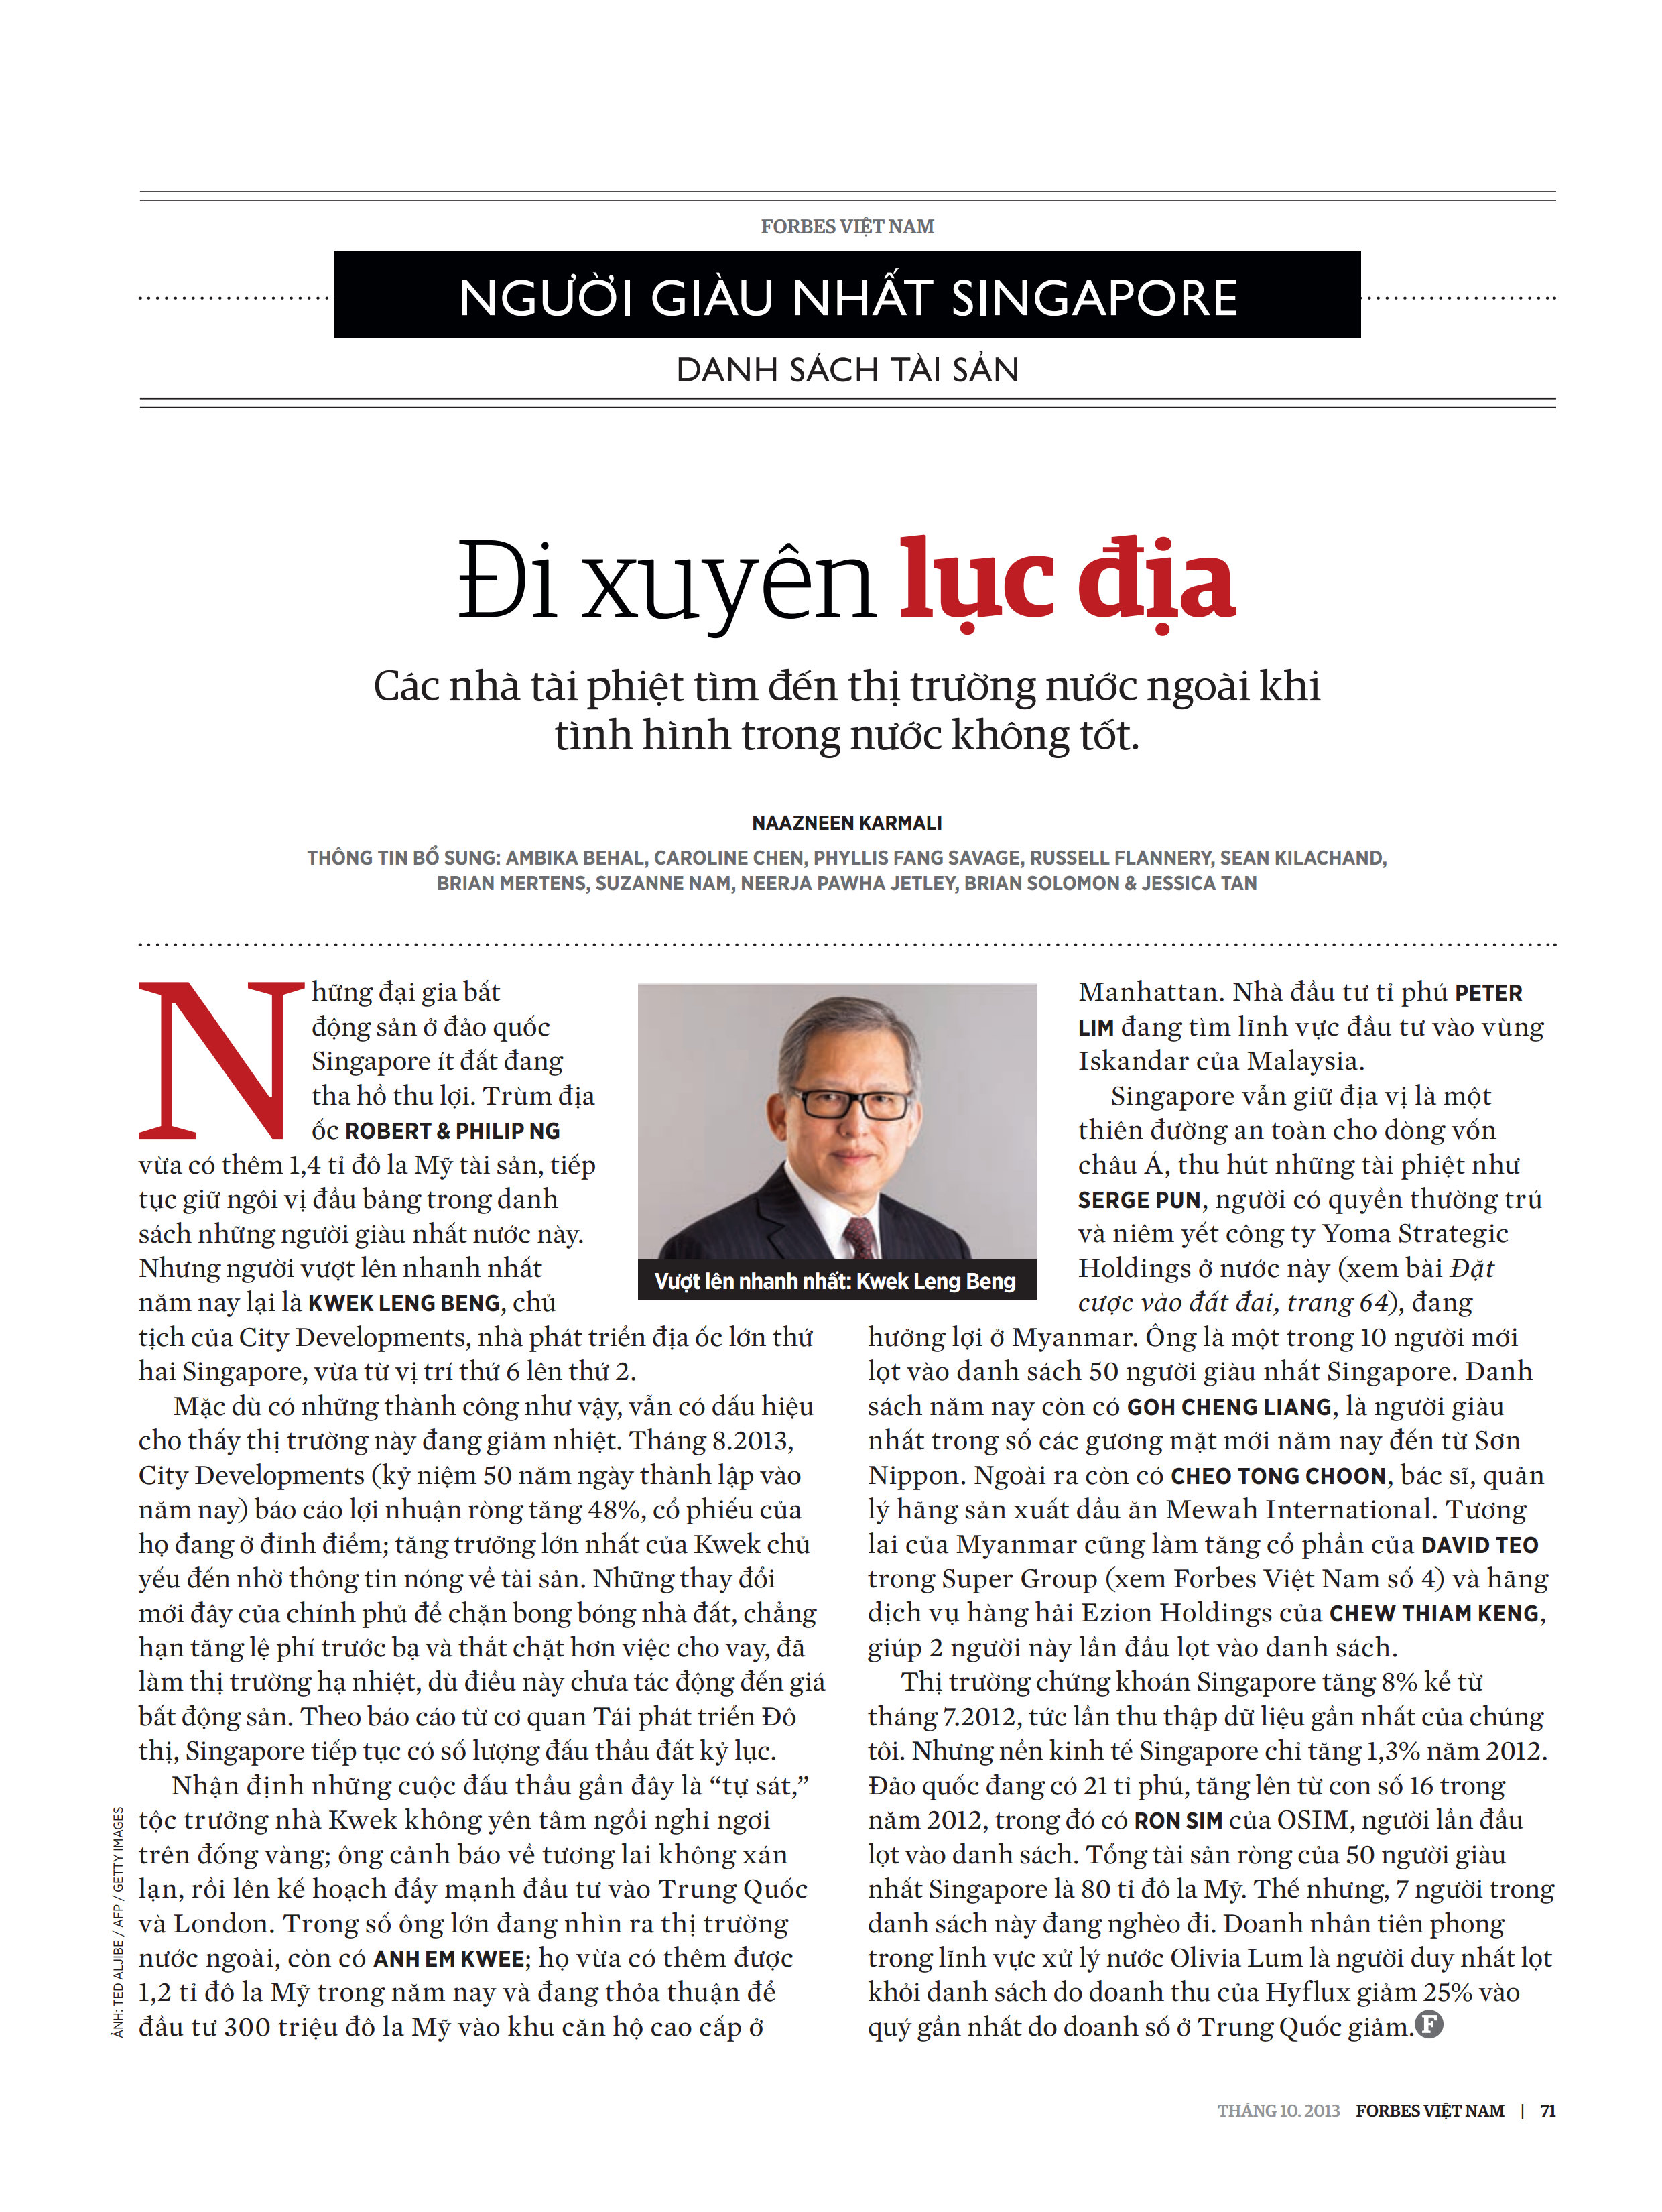 FORBES VIỆT NAM
NGƯỜI GIÀU NHẤT SINGAPORE
DANH SÁCH TÀI SẢN
Đi xuyên lục địa
Các nhà tài phiệt tìm đến thị trường nước ngoài khi
tình hình trong nước không tốt.
NAAZNEEN KARMALI
THÔNG TIN BỔ SUNG: AMBIKA BEHAL, CAROLINE CHEN, PHYLLIS FANG SAVAGE, RUSSELL FLANNERY, SEAN KILACHAND,
BRIAN MERTENS, SUZANNE NAM, NEERJA PAWHA JETLEY, BRIAN SOLOMON & JESSICA TAN
Những đại gia bất
động sản ở đảo quốc
Singapore ít đất đang
tha hồ thu lợi. Trùm địa
ốc ROBERT & PHILIP NG
vừa có thêm 1,4 tỉ đô la Mỹ tài sản, tiếp
tục giữ ngôi vị đầu bảng trong danh
sách những người giàu nhất nước này.
Nhưng người vượt lên nhanh nhất
năm nay lại là KWEK LENG BENG, chủ
tịch của City Developments, nhà phát triển địa ốc lớn thứ
hai Singapore, vừa từ vị trí thứ 6 lên thứ 2.
Mặc dù có những thành công như vậy, vẫn có dấu hiệu
cho thấy thị trường này đang giảm nhiệt. Tháng 8.2013,
City Developments (kỷ niệm 50 năm ngày thành lập vào
năm nay) báo cáo lợi nhuận ròng tăng 48%, cổ phiếu của
họ đang ở đỉnh điểm; tăng trưởng lớn nhất của Kwek chủ
yếu đến nhờ thông tin nóng về tài sản. Những thay đổi
mới đây của chính phủ để chặn bong bóng nhà đất, chẳng
hạn tăng lệ phí trước bạ và thắt chặt hơn việc cho vay, đã
làm thị trường hạ nhiệt, dù điều này chưa tác động đến giá
bất động sản. Theo báo cáo từ cơ quan Tái phát triển Đô
thị, Singapore tiếp tục có số lượng đấu thầu đất kỷ lục.
Nhận định những cuộc đấu thầu gần đây là “tự sát,”
tộc trưởng nhà Kwek không yên tâm ngồi nghỉ ngơi
trên đống vàng; ông cảnh báo về tương lai không xán
lạn, rồi lên kế hoạch đẩy mạnh đầu tư vào Trung Quốc
và London. Trong số ông lớn đang nhìn ra thị trường
nước ngoài, còn có ANH EM KWEE; họ vừa có thêm được
1,2 tỉ đô la Mỹ trong năm nay và đang thỏa thuận để
đầu tư 300 triệu đô la Mỹ vào khu căn hộ cao cấp ở
Vượt lên nhanh nhất: Kwek Leng Beng
Manhattan. Nhà đầu tư tỉ phú PETER
LIM đang tìm lĩnh vực đầu tư vào vùng
Iskandar của Malaysia.
Singapore vẫn giữ địa vị là một
thiên đường an toàn cho dòng vốn
châu Á, thu hút những tài phiệt như
SERGE PUN, người có quyền thường trú
và niêm yết công ty Yoma Strategic
Holdings ở nước này (xem bài Đặt
cược vào đất đai, trang 64), đang
hưởng lợi ở Myanmar. Ông là một trong 10 người mới
lọt vào danh sách 50 người giàu nhất Singapore. Danh
sách năm nay còn có GOH CHENG LIANG, là người giàu
nhất trong số các gương mặt mới năm nay đến từ Sơn
Nippon. Ngoài ra còn có CHEO TONG CHOON, bác sĩ, quản
lý hãng sản xuất dầu ăn Mewah International. Tương
lai của Myanmar cũng làm tăng cổ phần của DAVID TEO
trong Super Group (xem Forbes Việt Nam số 4) và hãng
dịch vụ hàng hải Ezion Holdings của CHEW THIAM KENG,
giúp 2 người này lần đầu lọt vào danh sách.
Thị trường chứng khoán Singapore tăng 8% kể từ
tháng 7.2012, tức lần thu thập dữ liệu gần nhất của chúng
tôi. Nhưng nền kinh tế Singapore chỉ tăng 1,3% năm 2012.
Đảo quốc đang có 21 tỉ phú, tăng lên từ con số 16 trong
năm 2012, trong đó có RON SIM của OSIM, người lần đầu
lọt vào danh sách. Tổng tài sản ròng của 50 người giàu
nhất Singapore là 80 tỉ đô la Mỹ. Thế nhưng, 7 người trong
danh sách này đang nghèo đi. Doanh nhân tiên phong
trong lĩnh vực xử lý nước Olivia Lum là người duy nhất lọt
khỏi danh sách do doanh thu của Hyflux giảm 25% vào
quý gần nhất do doanh số ở Trung Quốc giảm. F
ẢNH: TED ALJIBE / AFP / GETTY IMAGES
THÁNG 10. 2013 FORBES VIỆT NAM | 71